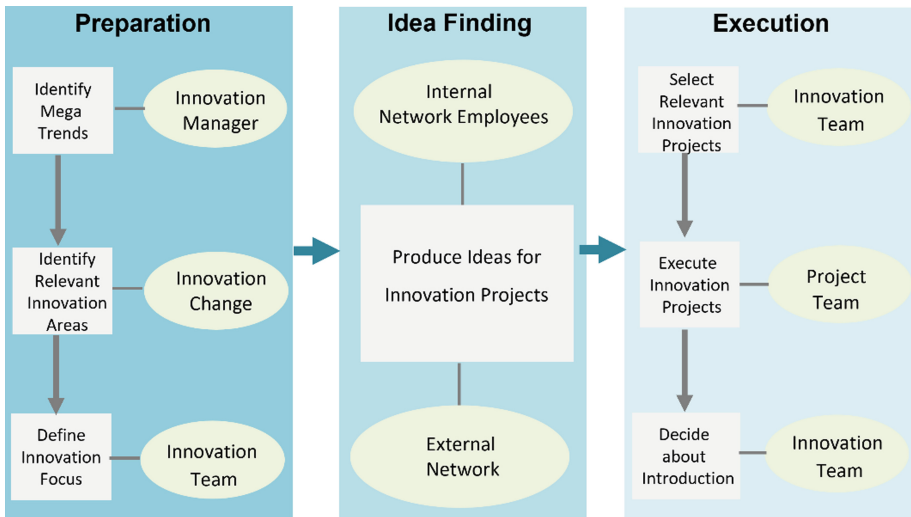 Preparation
Identify
Mega
Trends
Innovation
Manager
Identify
Relevant
Innovation
Areas
Innovation
Change
Define
Innovation
Focus
Innovation
Team
Idea Finding
Internal
Network Employees
Produce Ideas for
Innovation Projects
External
Network
Execution
Select
Relevant
Innovation
Projects
Innovation
Team
Execute
Innovation
Projects
Project
Team
Decide
about
Introduction
Innovation
Team